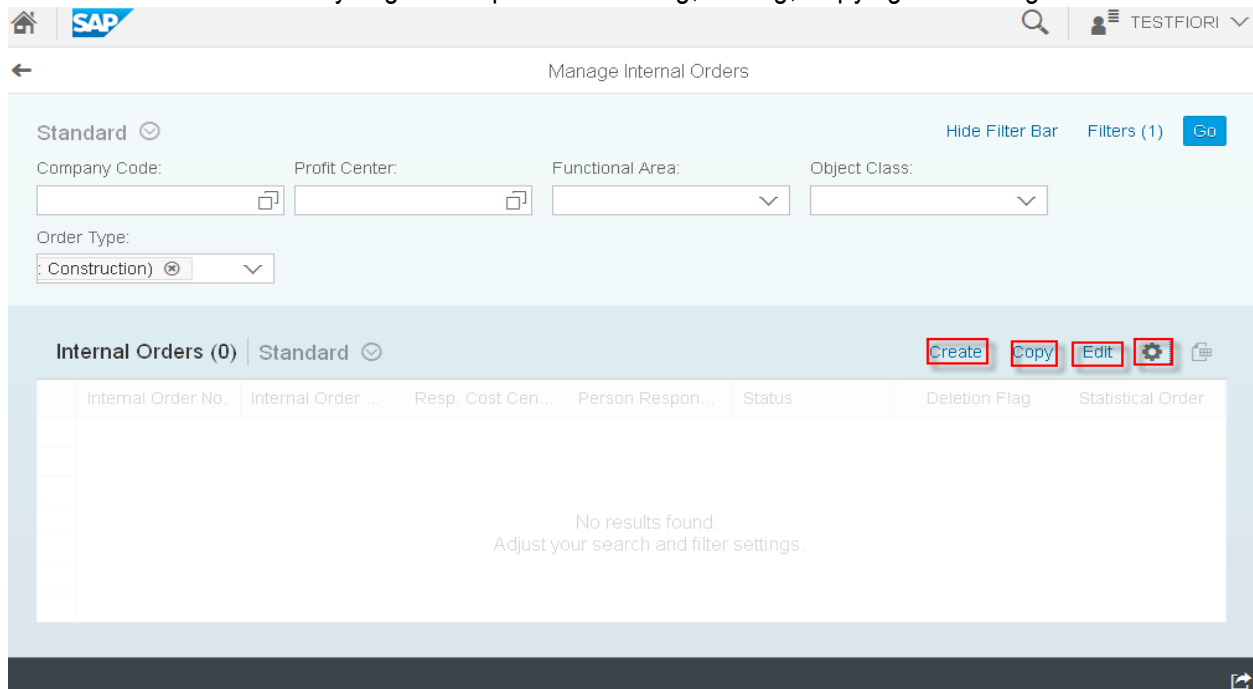 SAP TESTFIORI
Manage Internal Orders
Standard Hide Filter Bar Filters (1) Go
Company Code: Profit Center: Functional Area: Object Class:
Order Type:
: Construction)
Internal Orders (0) Standard Create Copy Edit
Internal Order No. Internal Order ... Resp. Cost Cen... Person Respon... Status Deletion Flag Statistical Order
No results found.
Adjust your search and filter settings.